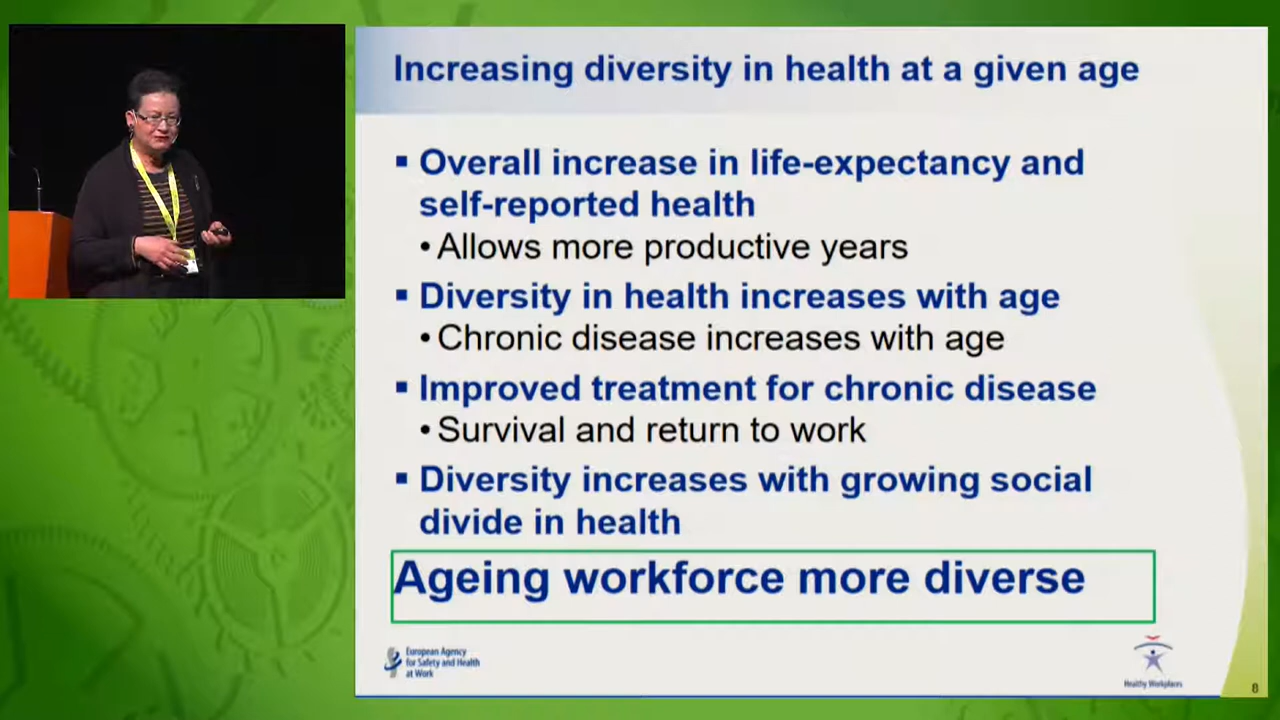 Increasing diversity in health at a given age
▪ Overall increase in life-expectancy and
self-reported health
• Allows more productive years
▪ Diversity in health increases with age
• Chronic disease increases with age
▪ Improved treatment for chronic disease
• Survival and return to work
▪ Diversity increases with growing social
divide in health
Ageing workforce more diverse
European Agency
for Safety and Health
at Work
Healthy Workplaces
8